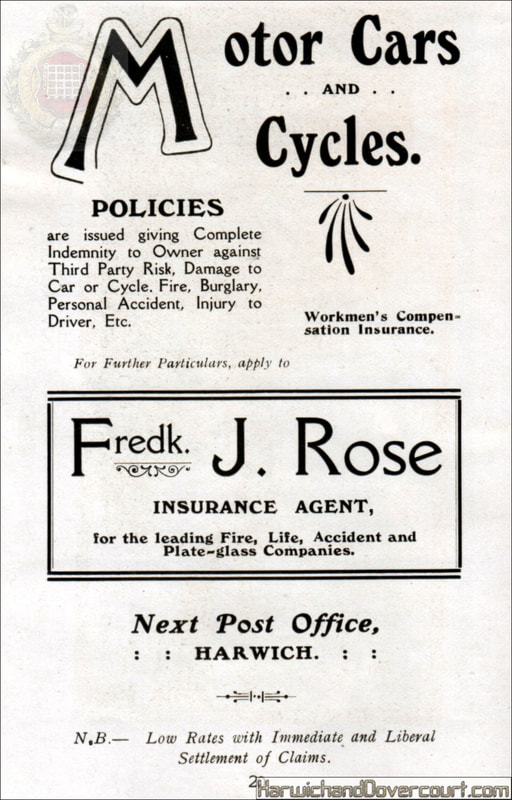 Motor Cars
. . AND . .
Cycles.
POLICIES
are issued giving Complete
Indemnity to Owner against
Third Party Risk, Damage to
Car or Cycle. Fire, Burglary,
Personal Accident, Injury to
Driver, Etc.
Workmen's Compen-
sation Insurance.
For Further Particulars, apply to
Fredk. J. Rose
INSURANCE AGENT,
for the leading Fire, Life, Accident and
Plate-glass Companies.
Next Post Office,
: : HARWICH. : :
N.B.— Low Rates with Immediate and Liberal
Settlement of Claims.
HarwichandDovercourt.com